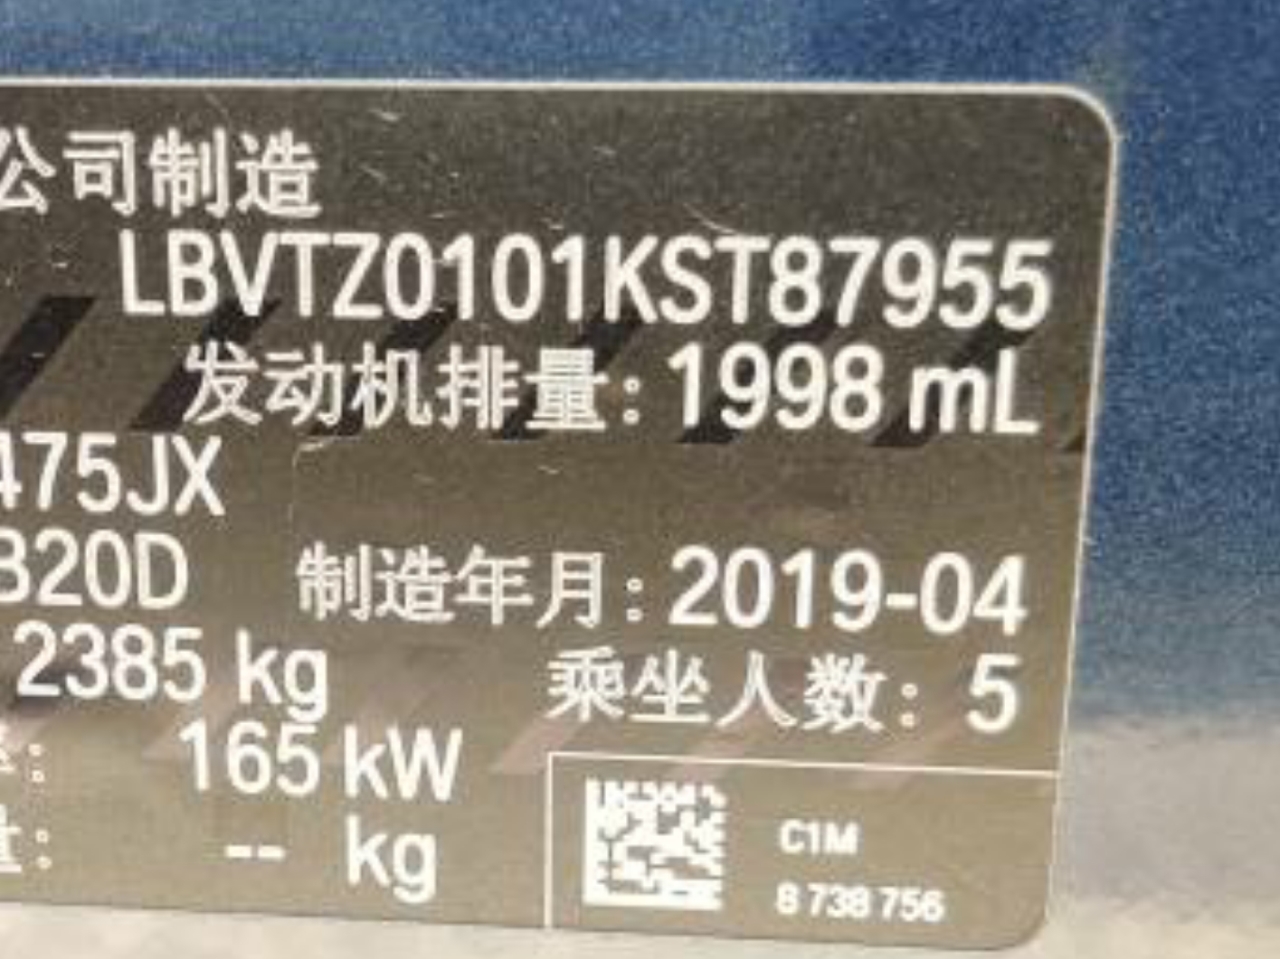 公司制造
LBVTZ0101KST87955
发动机排量：1998 mL
475JX
B20D
制造年月：2019-04
2385 kg
乘坐人数：5
165 kW
-- kg
C1M
8 738 756